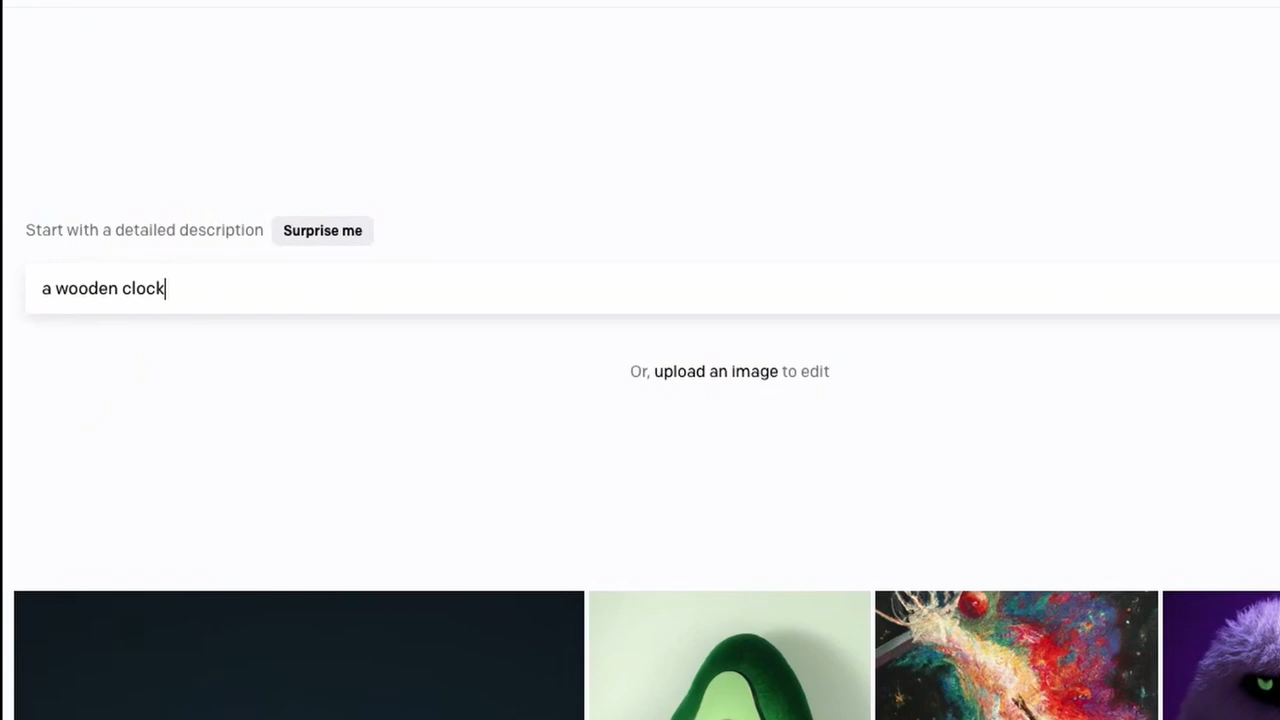 Start with a detailed description Surprise me
a wooden clock
Or, upload an image to edit